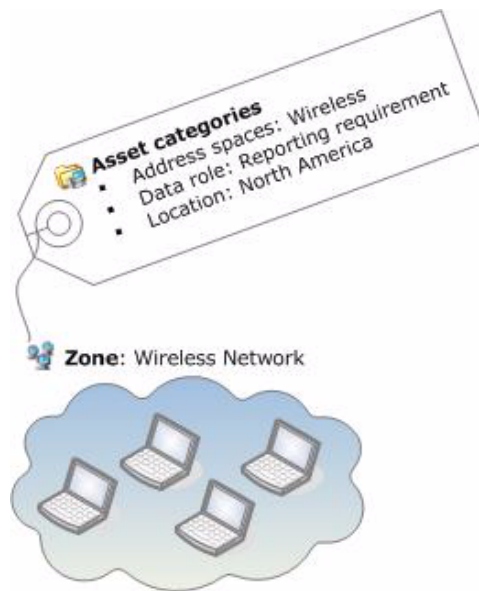 Asset categories
▪ Address spaces: Wireless
▪ Data role: Reporting requirement
▪ Location: North America
Zone: Wireless Network